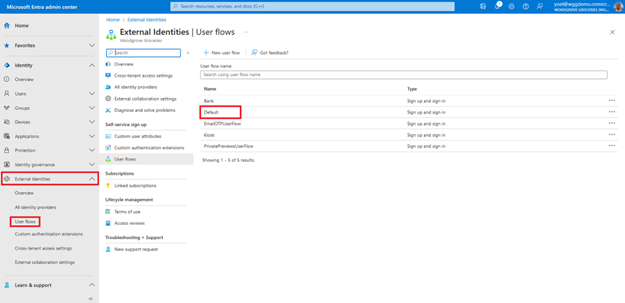 Microsoft Entra admin center
Search resources, services, and docs (G+/)
WOODGROVE GROCERIES (WG...
Home
Favorites
Identity
Overview
Users
Groups
Devices
Applications
Protection
Identity governance
External Identities
Overview
All identity providers
User flows
Custom authentication extensions
Cross-tenant access settings
External collaboration settings
Learn & support
Home > External Identities
External Identities | User flows
Woodgrove Groceries
Search
Overview
Cross-tenant access settings
All identity providers
External collaboration settings
Diagnose and solve problems
Self-service sign up
Custom user attributes
Custom authentication extensions
User flows
Subscriptions
Linked subscriptions
Lifecycle management
Terms of use
Access reviews
Troubleshooting + Support
New support request
New user flow
Got feedback?
User flow name
Search using user flow name
Name Type
Bank Sign up and sign in
Default Sign up and sign in
EmailOTPUserFlow Sign up and sign in
Kiosk Sign up and sign in
PrivatePreviewsUserFlow Sign up and sign in
Showing 1 - 5 of 5 results.